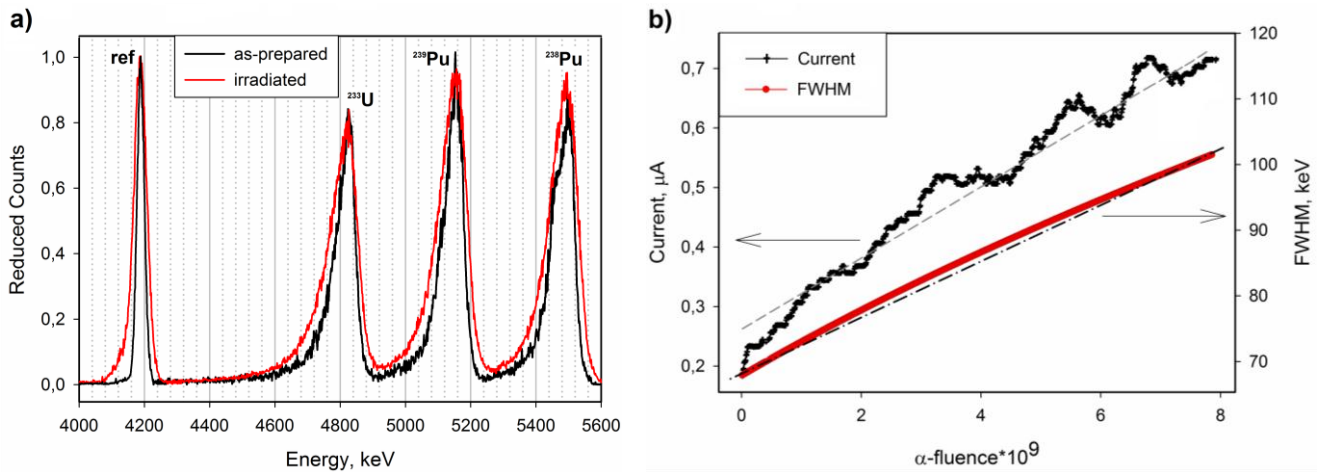 a)
ref
as-prepared
irradiated
²³⁹Pu
²³⁸Pu
²³³U
1,0
0,8
0,6
0,4
0,2
0,0
Reduced Counts
4000 4200 4400 4600 4800 5000 5200 5400 5600
Energy, keV
b)
Current
FWHM
0,7
0,6
0,5
0,4
0,3
0,2
Current, μA
120
110
100
90
80
70
FWHM, keV
0 2 4 6 8
α-fluence*10⁹